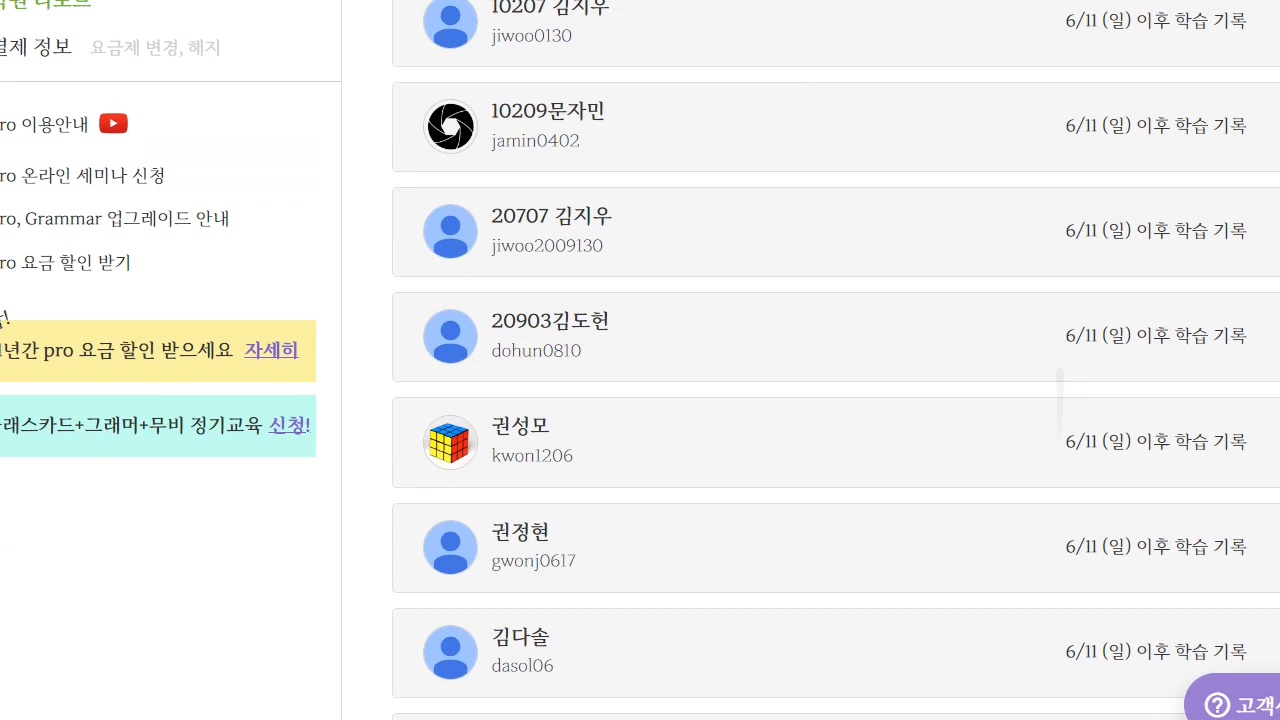 결제 정보 요금제 변경, 해지
ro 이용안내
ro 온라인 세미나 신청
ro, Grammar 업그레이드 안내
ro 요금 할인 받기
1년간 pro 요금 할인 받으세요 자세히
래스카드+그래머+무비 정기교육 신청!
10207 김지우
jiwoo0130
6/11 (일) 이후 학습 기록
10209문자민
jamin0402
6/11 (일) 이후 학습 기록
20707 김지우
jiwoo2009130
6/11 (일) 이후 학습 기록
20903김도헌
dohun0810
6/11 (일) 이후 학습 기록
권성모
kwon1206
6/11 (일) 이후 학습 기록
권정현
gwonj0617
6/11 (일) 이후 학습 기록
김다솔
dasol06
6/11 (일) 이후 학습 기록
고객